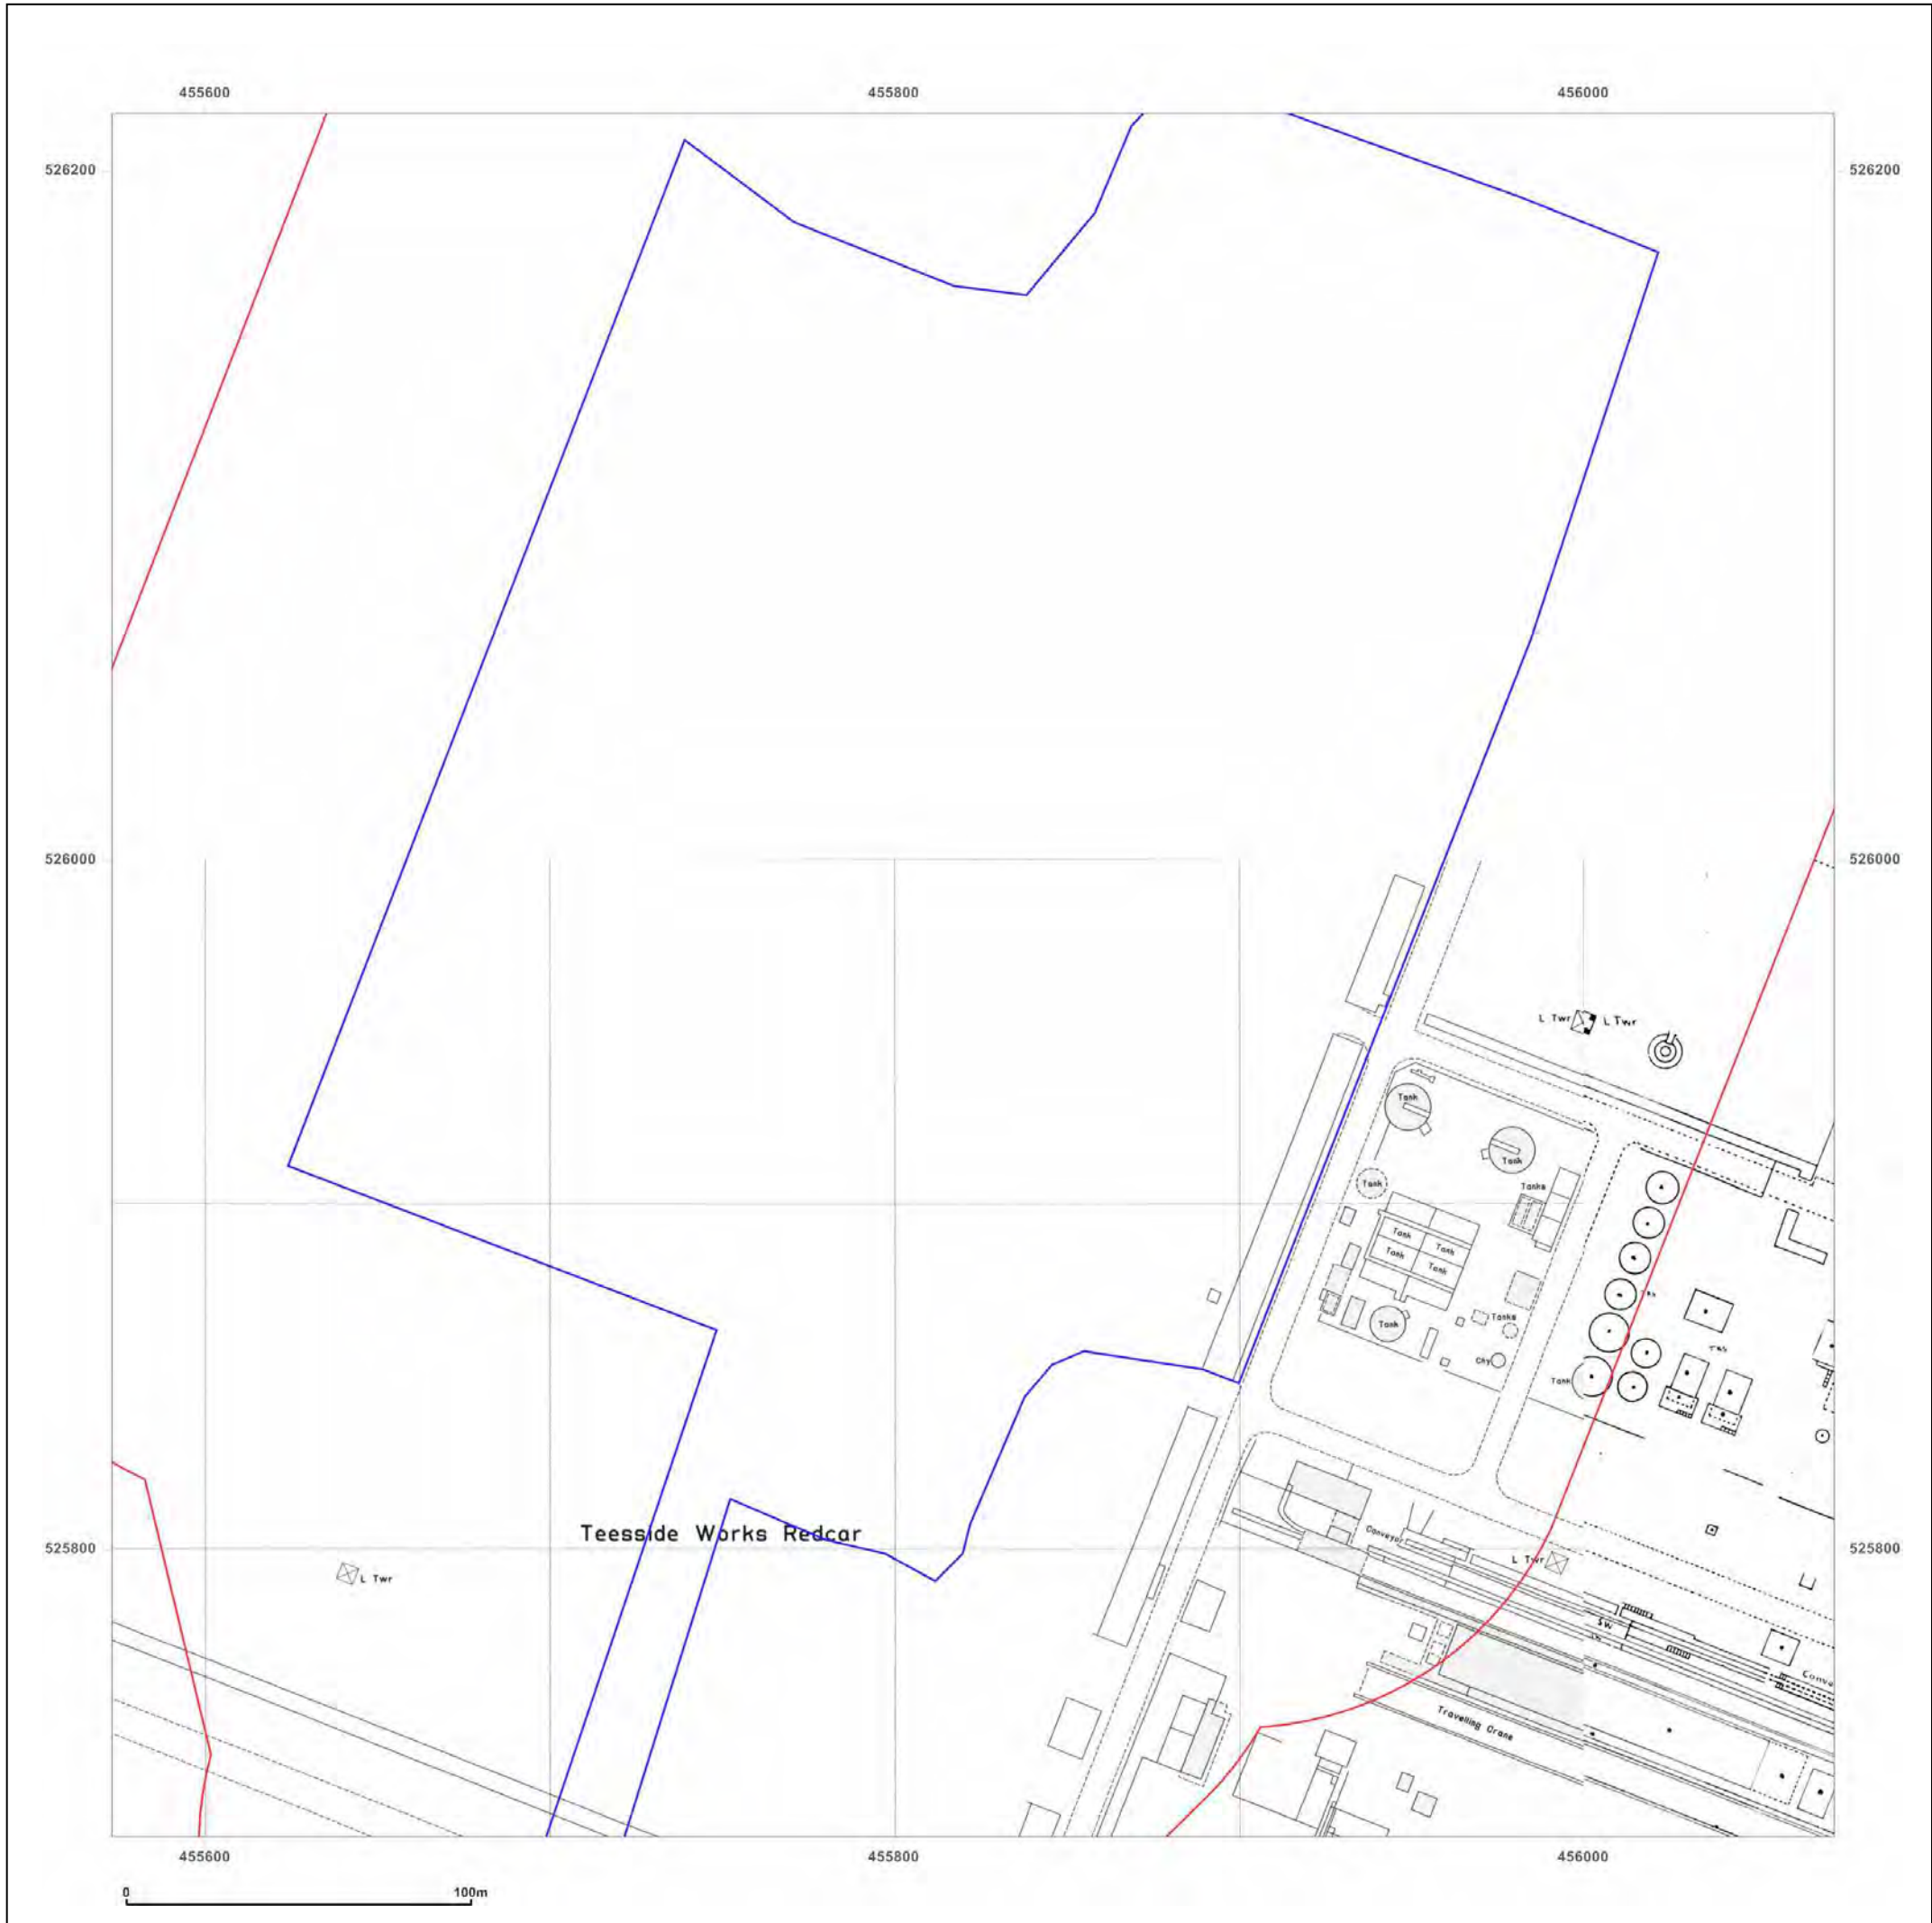 455600
455800
456000
526200
526200
526000
526000
L Twr
L Twr
Tank
Tank
Tank
Tanks
Tank
Tank
Tank
Tank
Tank
Tanks
Chy
Tank
Teesside Works Redcar
525800
525800
Conveyor
L Twr
L Twr
SW
Conve
Travelling Crane
455600
455800
456000
0
100m